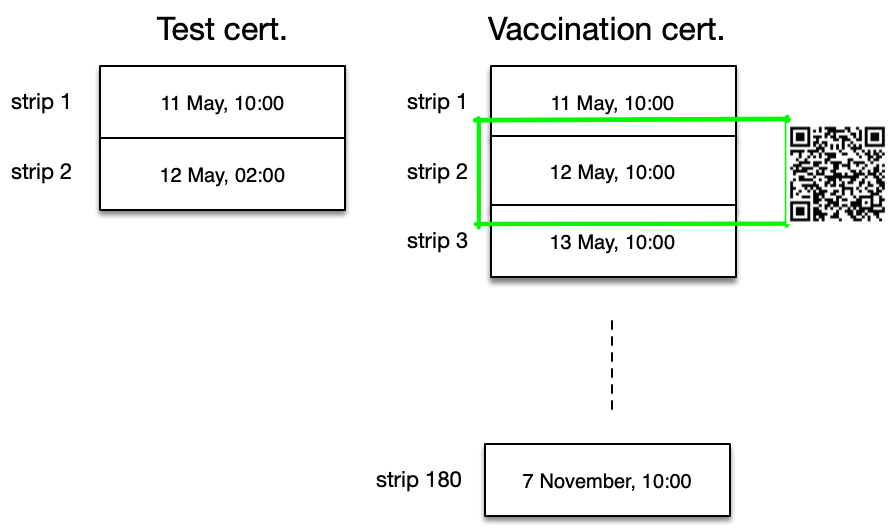 Test cert.
strip 1
11 May, 10:00
strip 2
12 May, 02:00
Vaccination cert.
strip 1
11 May, 10:00
strip 2
12 May, 10:00
strip 3
13 May, 10:00
strip 180
7 November, 10:00